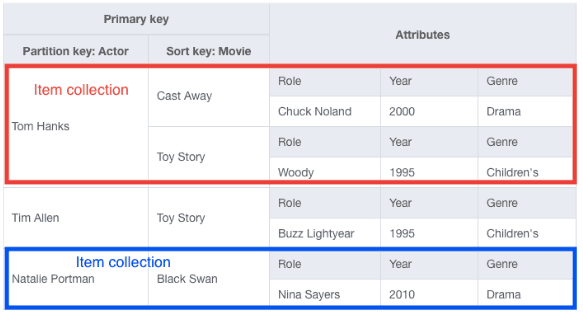 Primary key
Attributes
Partition key: Actor Sort key: Movie
Item collection
Tom Hanks
Cast Away
Role Year Genre
Chuck Noland 2000 Drama
Toy Story
Role Year Genre
Woody 1995 Children's
Tim Allen
Toy Story
Role Year Genre
Buzz Lightyear 1995 Children's
Item collection
Natalie Portman
Black Swan
Role Year Genre
Nina Sayers 2010 Drama